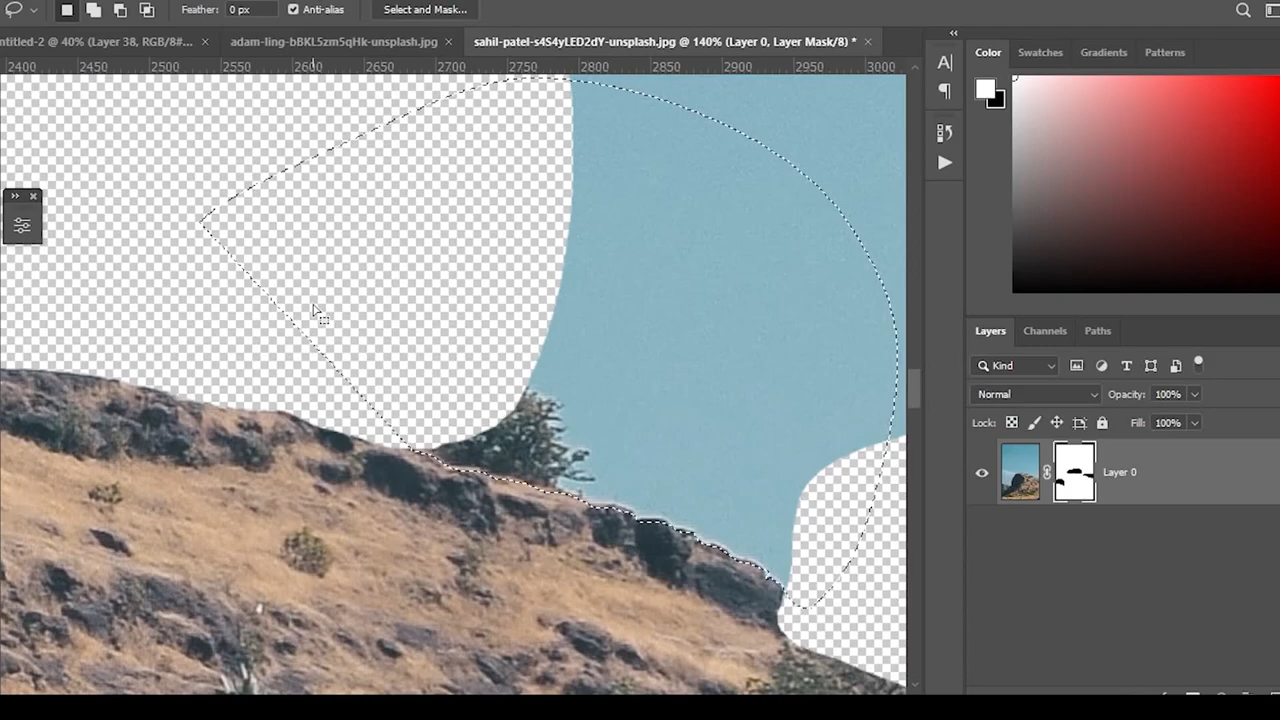 Feather: 0 px Anti-alias Select and Mask...
ntitled-2 @ 40% (Layer 38, RGB/8#... × adam-ling-bBKL5zm5qHk-unsplash.jpg × sahil-patel-s4S4yLED2dY-unsplash.jpg @ 140% (Layer 0, Layer Mask/8) * ×
2400 2450 2500 2550 2600 2650 2700 2750 2800 2850 2900 2950 3000
Color Swatches Gradients Patterns
Layers Channels Paths
Kind
Normal Opacity: 100%
Lock: Fill: 100%
Layer 0